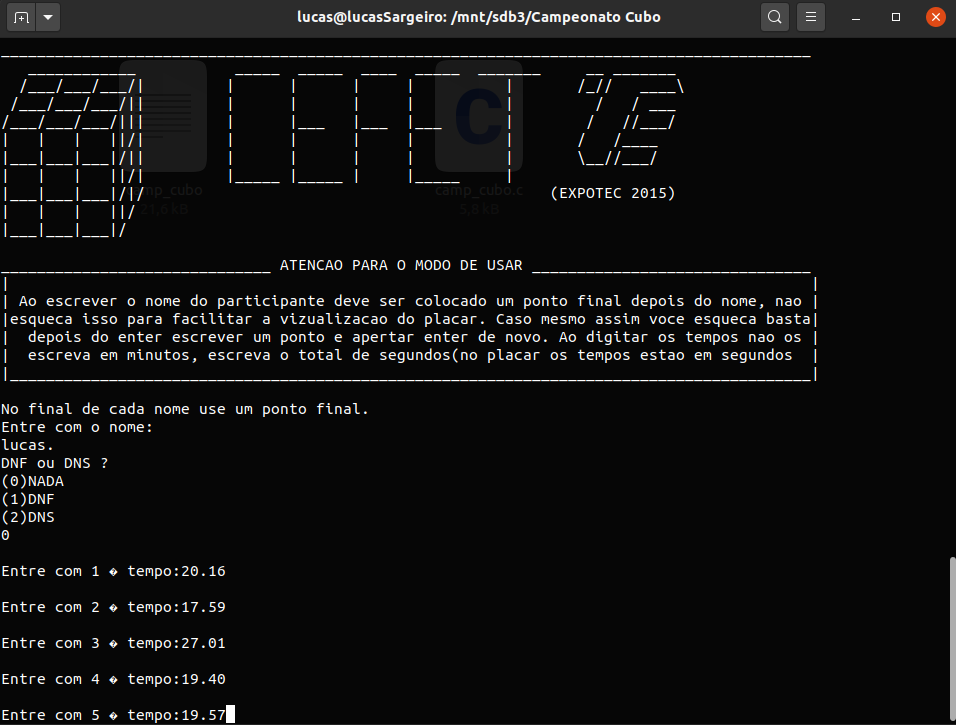 lucas@lucasSargeiro: /mnt/sdb3/Campeonato Cubo
C
camp_cubo
camp_cubo.c
21,6 kB
5,8 kB
(EXPOTEC 2015)
ATENCAO PARA O MODO DE USAR
Ao escrever o nome do participante deve ser colocado um ponto final depois do nome, nao
esqueca isso para facilitar a vizualizacao do placar. Caso mesmo assim voce esqueca basta
depois do enter escrever um ponto e apertar enter de novo. Ao digitar os tempos nao os
escreva em minutos, escreva o total de segundos(no placar os tempos estao em segundos
No final de cada nome use um ponto final.
Entre com o nome:
lucas.
DNF ou DNS ?
(0)NADA
(1)DNF
(2)DNS
0
Entre com 1 � tempo:20.16
Entre com 2 � tempo:17.59
Entre com 3 � tempo:27.01
Entre com 4 � tempo:19.40
Entre com 5 � tempo:19.57